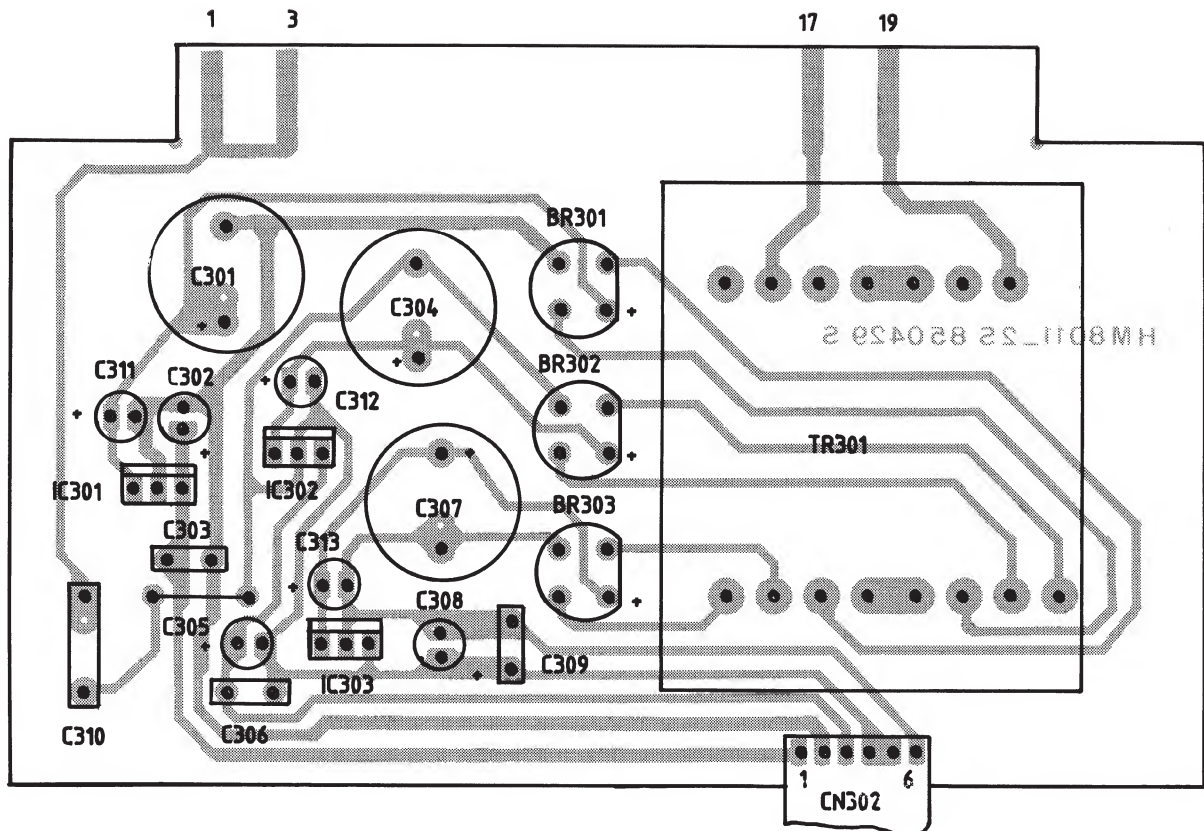 1 3 17 19
BR301
C301
C304
+
+
+
HM8011_2S 850429 S
C311 C302
BR302
+
C312
+
+
TR301
+
IC301
IC302
C307
BR303
C303
C313
+
C308
+
C305
+
IC303
C309
+
C310
C306
1 6
CN302